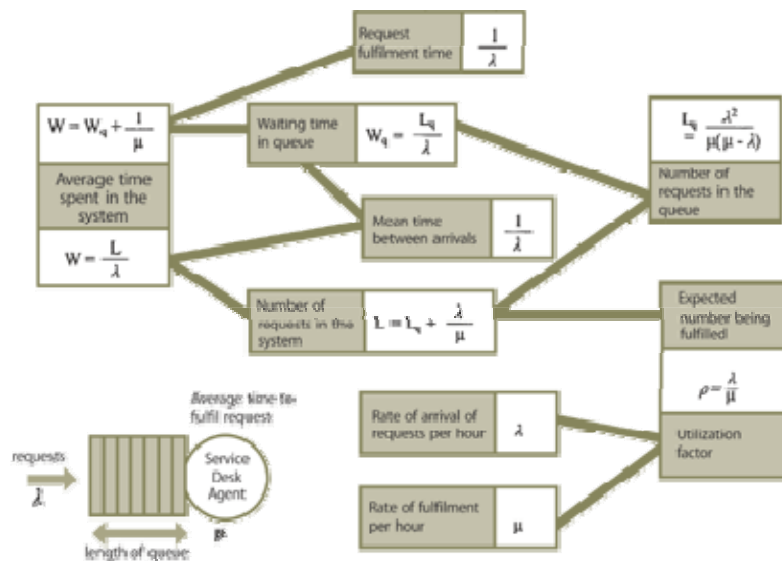 Request
fulfilment time
1/λ
W = Wq + 1/μ
Average time
spent in the
system
W = L/λ
Waiting time
in queue
Wq = Lq/λ
Mean time
between arrivals
1/λ
Number of
requests in the
system
L = Lq + λ/μ
Lq = λ²/μ(μ - λ)
Number of
requests in the
queue
Expected
number being
fulfilled
ρ = λ/μ
Utilization
factor
Rate of arrival of
requests per hour
λ
Rate of fulfilment
per hour
μ
Average time to
fulfil request
requests
λ
Service
Desk
Agent
length of queue